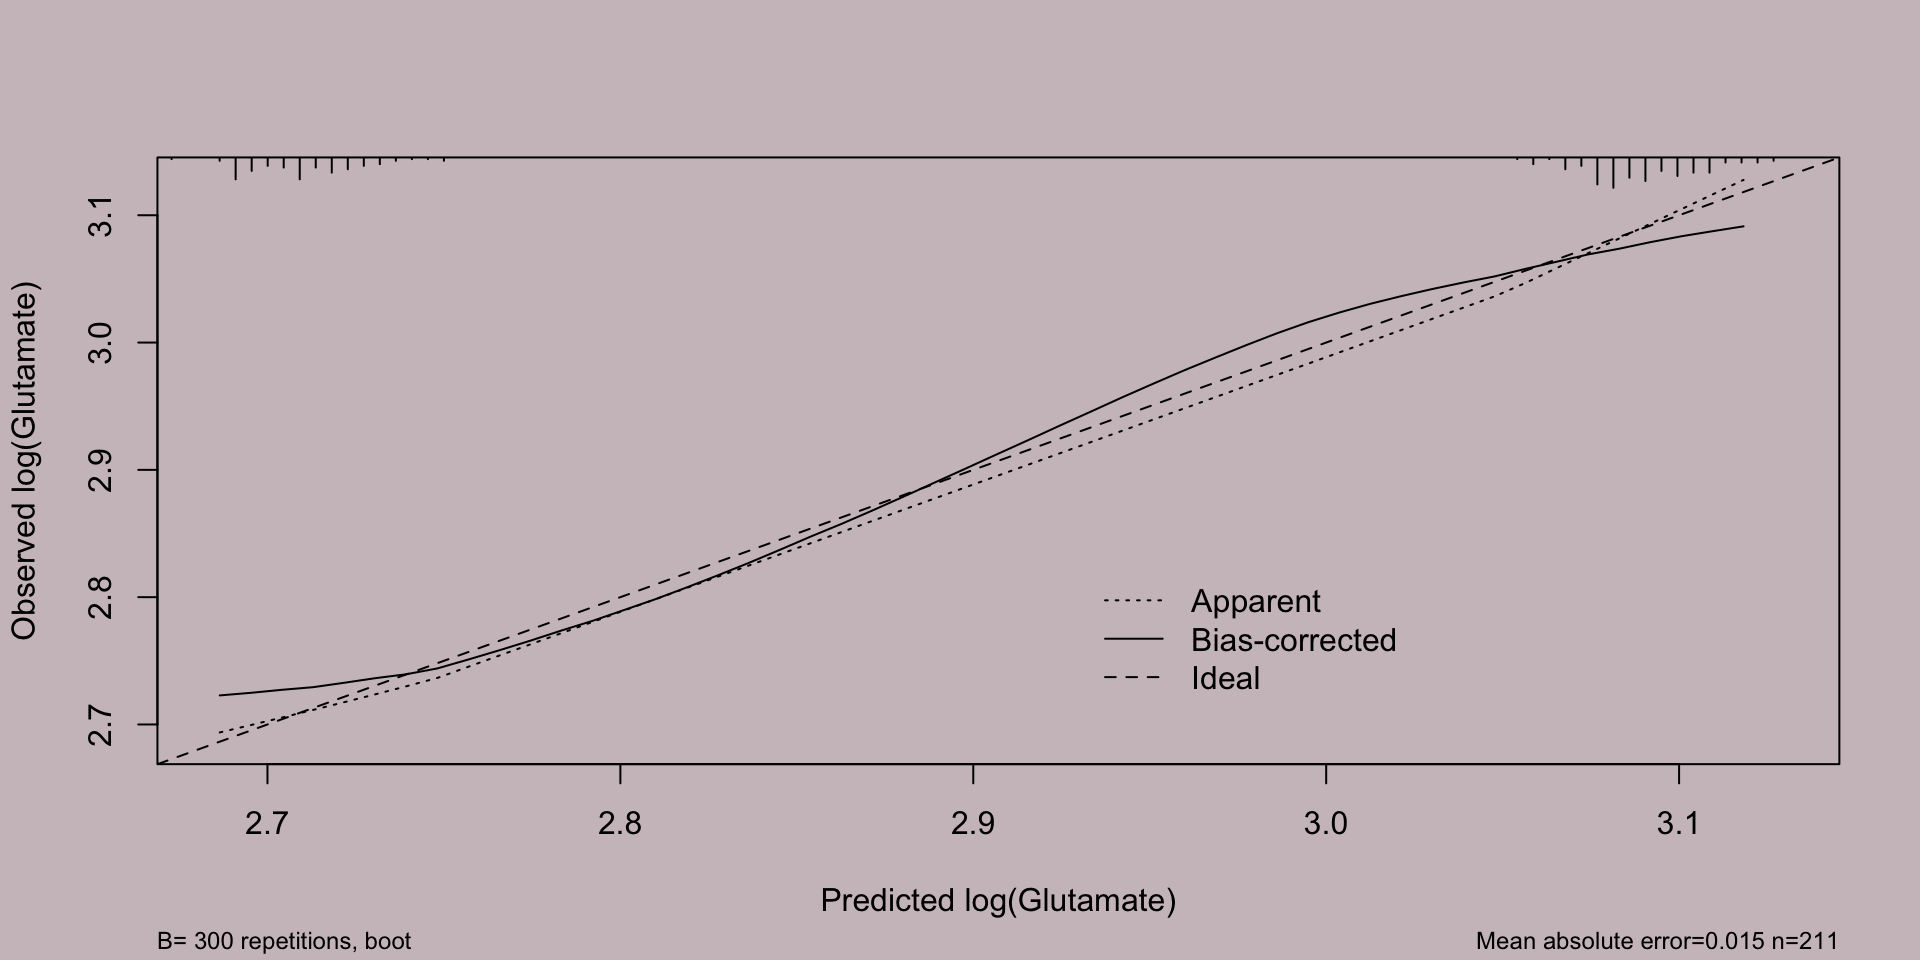 Observed log(Glutamate)
3.1
3.0
2.9
2.8
2.7
Apparent
Bias-corrected
Ideal
2.7 2.8 2.9 3.0 3.1
Predicted log(Glutamate)
B= 300 repetitions, boot
Mean absolute error=0.015 n=211